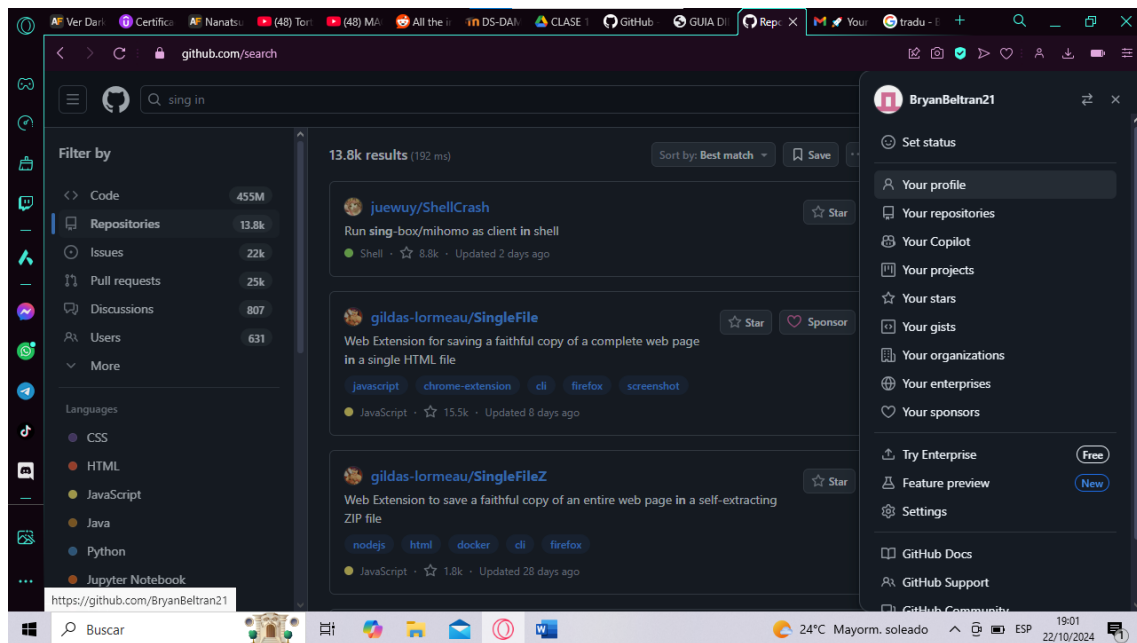 Ver Dark
Certifica
Nanatsu
(48) Tort
(48) MA
All the i
DS-DAM
CLASE 1
GitHub
GUIA DI
Repo
Your
tradu - B
github.com/search
sing in
BryanBeltran21
Set status
Your profile
Your repositories
Your Copilot
Your projects
Your stars
Your gists
Your organizations
Your enterprises
Your sponsors
Try Enterprise Free
Feature preview New
Settings
GitHub Docs
GitHub Support
GitHub Community
Filter by
Code 455M
Repositories 13.8k
Issues 22k
Pull requests 25k
Discussions 807
Users 631
More
Languages
CSS
HTML
JavaScript
Java
Python
Jupyter Notebook
13.8k results (192 ms)
Sort by: Best match
Save
juewuy/ShellCrash
Star
Run sing-box/mihomo as client in shell
Shell · 8.8k · Updated 2 days ago
gildas-lormeau/SingleFile
Star
Sponsor
Web Extension for saving a faithful copy of a complete web page
in a single HTML file
javascript chrome-extension cli firefox screenshot
JavaScript · 15.5k · Updated 8 days ago
gildas-lormeau/SingleFileZ
Star
Web Extension to save a faithful copy of an entire web page in a self-extracting
ZIP file
nodejs html docker cli firefox
JavaScript · 1.8k · Updated 28 days ago
https://github.com/BryanBeltran21
Buscar
24°C Mayorm. soleado
ESP
19:01
22/10/2024